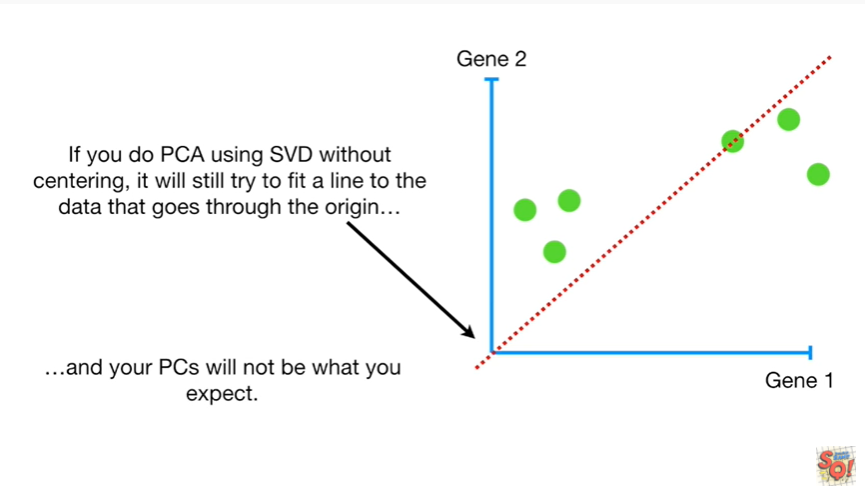 Gene 2
If you do PCA using SVD without
centering, it will still try to fit a line to the
data that goes through the origin…
…and your PCs will not be what you
expect.
Gene 1
SQ!